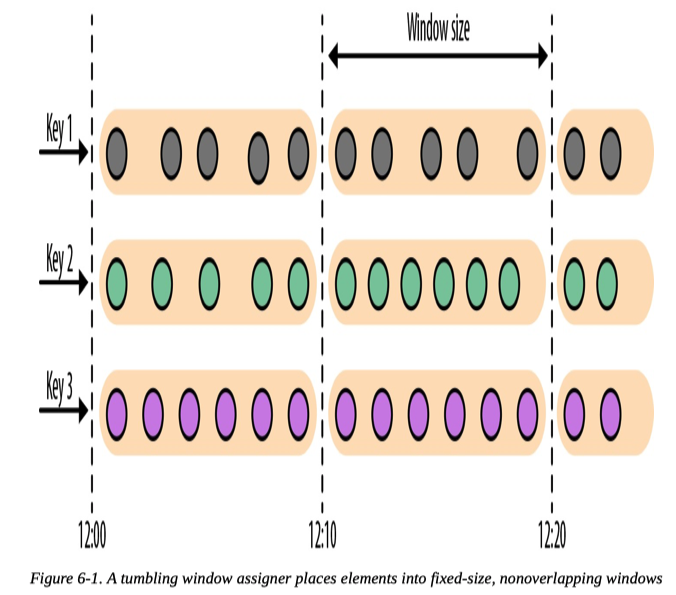 Window size
Key 1
Key 2
Key 3
12:00
12:10
12:20
Figure 6-1. A tumbling window assigner places elements into fixed-size, nonoverlapping windows